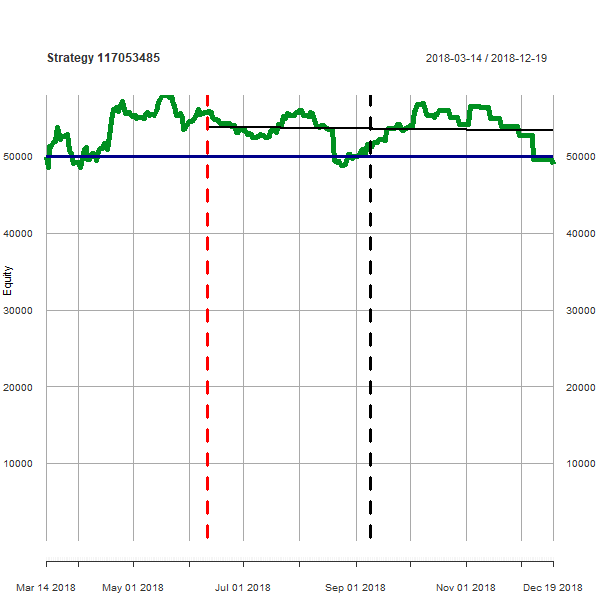 Strategy 117053485
2018-03-14 / 2018-12-19
50000
50000
40000
40000
Equity
30000
30000
20000
20000
10000
10000
Mar 14 2018
May 01 2018
Jul 01 2018
Sep 01 2018
Nov 01 2018
Dec 19 2018